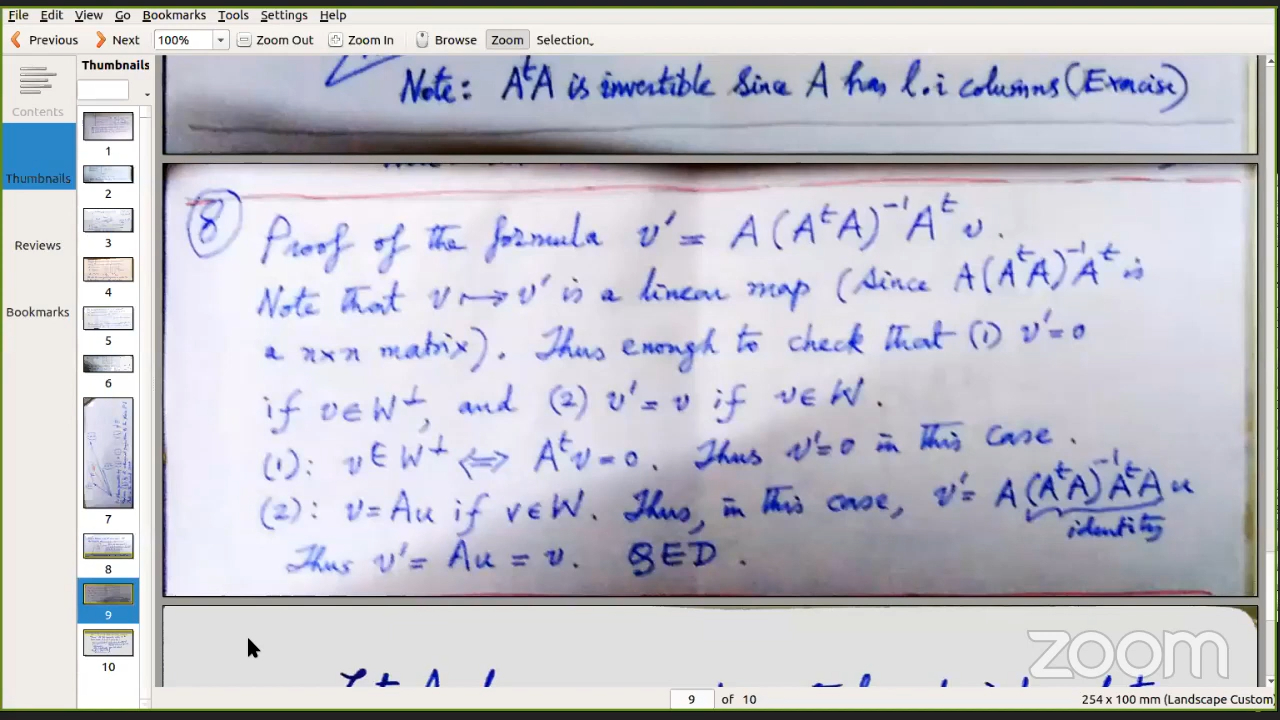 File Edit View Go Bookmarks Tools Settings Help
Previous Next 100% Zoom Out Zoom In Browse Zoom Selection
Thumbnails
Contents
Thumbnails
Reviews
Bookmarks
1
2
3
4
5
6
7
8
9
10
Note: AᵗA is invertible since A has l.i columns (Exercise)
8 Proof of the formula v' = A(AᵗA)⁻¹Aᵗv.
Note that v ↦ v' is a linear map (since A(AᵗA)⁻¹Aᵗ is
a n×n matrix). Thus enough to check that (1) v'=0
if v∈W⊥, and (2) v'=v if v∈W.
(1): v∈W⊥ ⇔ Aᵗv=0. Thus v'=0 in this case.
(2): v=Au if v∈W. Thus, in this case, v'= A(AᵗA)⁻¹AᵗAu
identity
Thus v'= Au = v. QED.
zoom
9 of 10 254 x 100 mm (Landscape Custom)